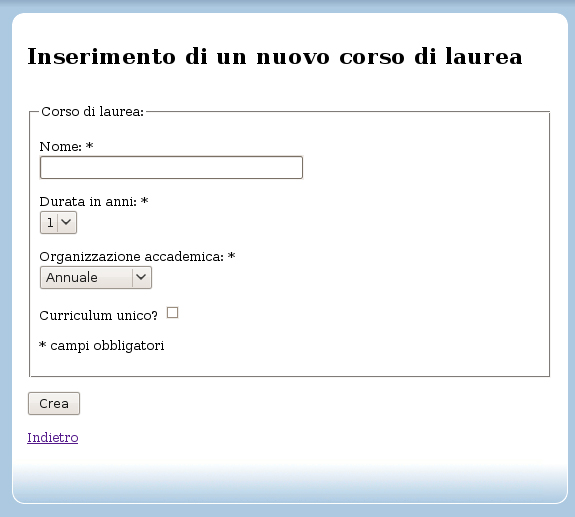 Inserimento di un nuovo corso di laurea
Corso di laurea:
Nome: *
Durata in anni: *
1
Organizzazione accademica: *
Annuale
Curriculum unico?
* campi obbligatori
Crea
Indietro